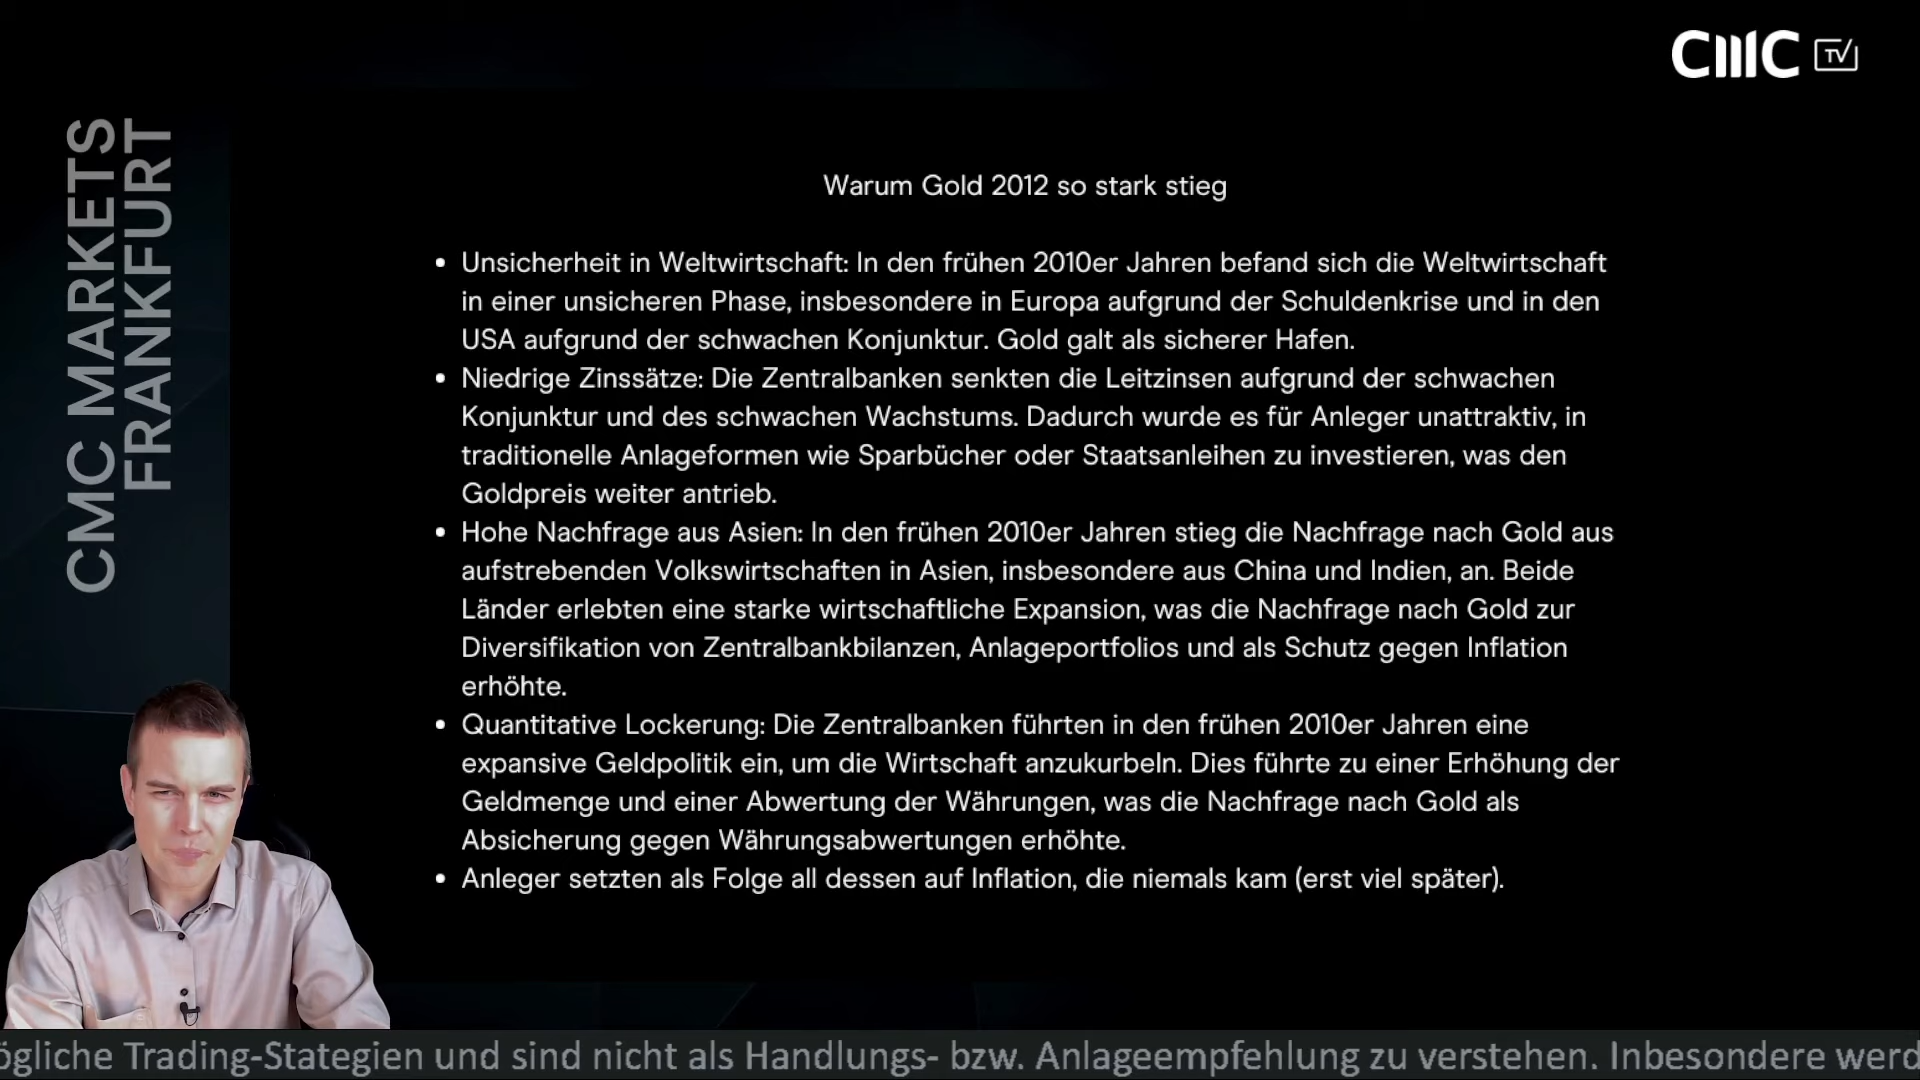 CMC TV
CMC MARKETS
FRANKFURT
Warum Gold 2012 so stark stieg
• Unsicherheit in Weltwirtschaft: In den frühen 2010er Jahren befand sich die Weltwirtschaft
in einer unsicheren Phase, insbesondere in Europa aufgrund der Schuldenkrise und in den
USA aufgrund der schwachen Konjunktur. Gold galt als sicherer Hafen.
• Niedrige Zinssätze: Die Zentralbanken senkten die Leitzinsen aufgrund der schwachen
Konjunktur und des schwachen Wachstums. Dadurch wurde es für Anleger unattraktiv, in
traditionelle Anlageformen wie Sparbücher oder Staatsanleihen zu investieren, was den
Goldpreis weiter antrieb.
• Hohe Nachfrage aus Asien: In den frühen 2010er Jahren stieg die Nachfrage nach Gold aus
aufstrebenden Volkswirtschaften in Asien, insbesondere aus China und Indien, an. Beide
Länder erlebten eine starke wirtschaftliche Expansion, was die Nachfrage nach Gold zur
Diversifikation von Zentralbankbilanzen, Anlageportfolios und als Schutz gegen Inflation
erhöhte.
• Quantitative Lockerung: Die Zentralbanken führten in den frühen 2010er Jahren eine
expansive Geldpolitik ein, um die Wirtschaft anzukurbeln. Dies führte zu einer Erhöhung der
Geldmenge und einer Abwertung der Währungen, was die Nachfrage nach Gold als
Absicherung gegen Währungsabwertungen erhöhte.
• Anleger setzten als Folge all dessen auf Inflation, die niemals kam (erst viel später).
ögliche Trading-Stategien und sind nicht als Handlungs- bzw. Anlageempfehlung zu verstehen. Inbesondere werd